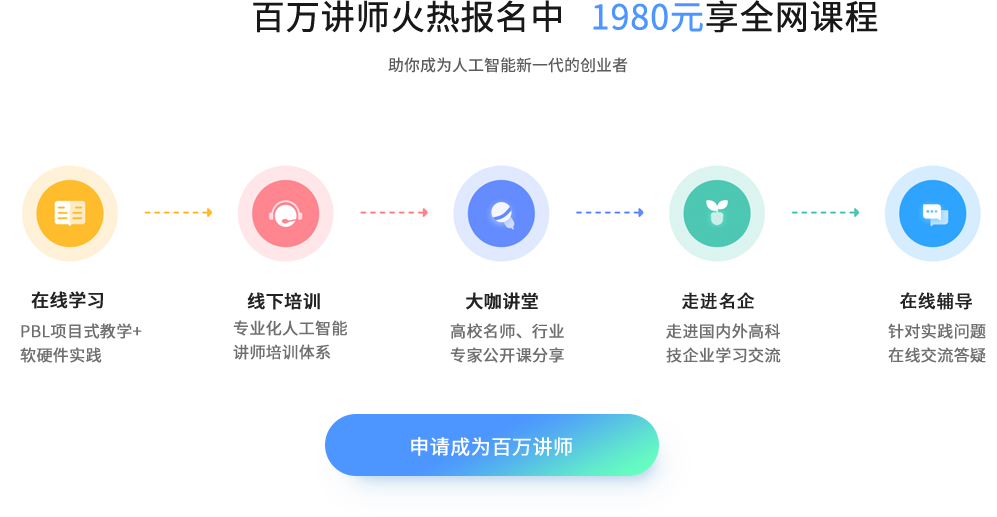 百万讲师火热报名中 1980元享全网课程
助你成为人工智能新一代的创业者
在线学习
PBL项目式教学+
软硬件实践
线下培训
专业化人工智能
讲师培训体系
大咖讲堂
高校名师、行业
专家公开课分享
走进名企
走进国内外高科
技企业学习交流
在线辅导
针对实践问题
在线交流答疑
申请成为百万讲师